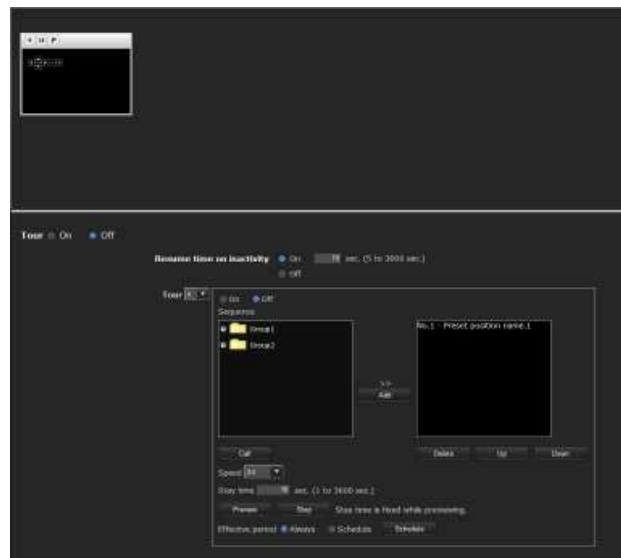 Tour On Off
Resume time on inactivity On sec. (5 to 3600 sec.)
Off
Tour
On Off
Sequence
Group1
Group2
No.1 - Preset position name.1
>>
Add
Call
Delete Up Down
Speed
Stay time sec. (1 to 3600 sec.)
Preview Stop Stay time is fixed while previewing.
Effective period Always Schedule Schedule